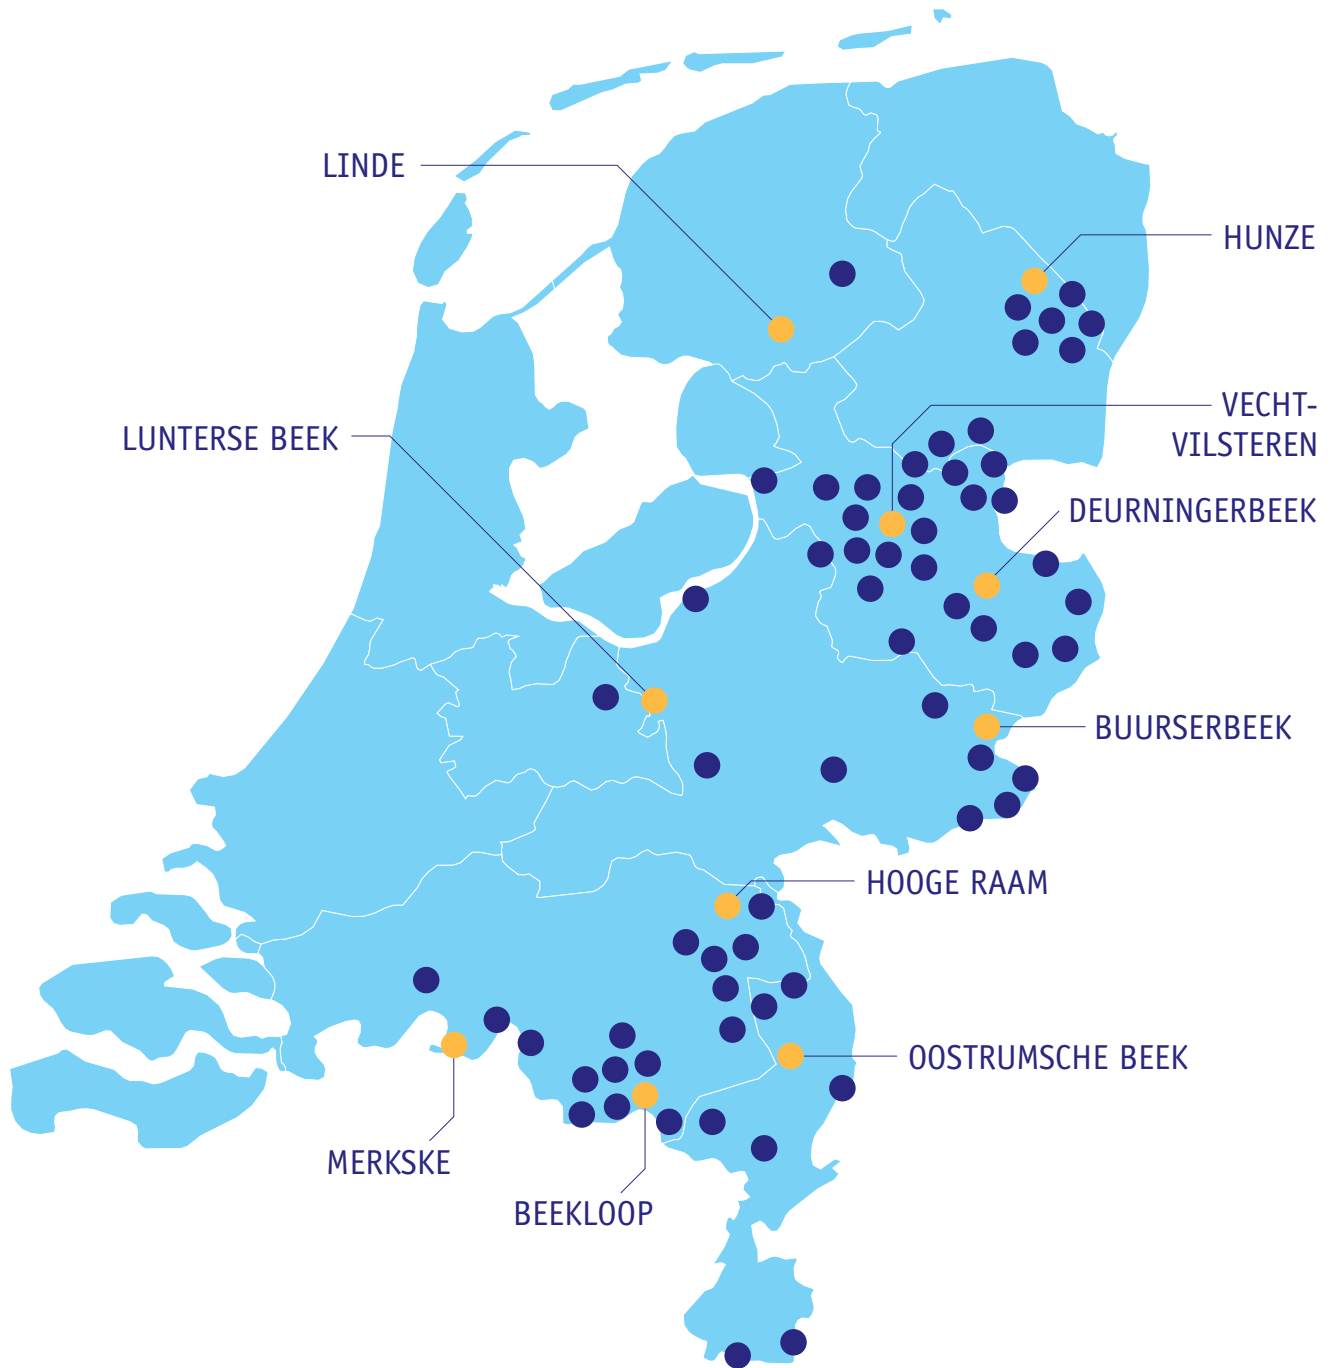 LINDE
HUNZE
VECHT-
VILSTEREN
LUNTERSE BEEK
DEURNINGERBEEK
BUURSERBEEK
HOOGE RAAM
OOSTRUMSCHE BEEK
MERKSKE
BEEKLOOP